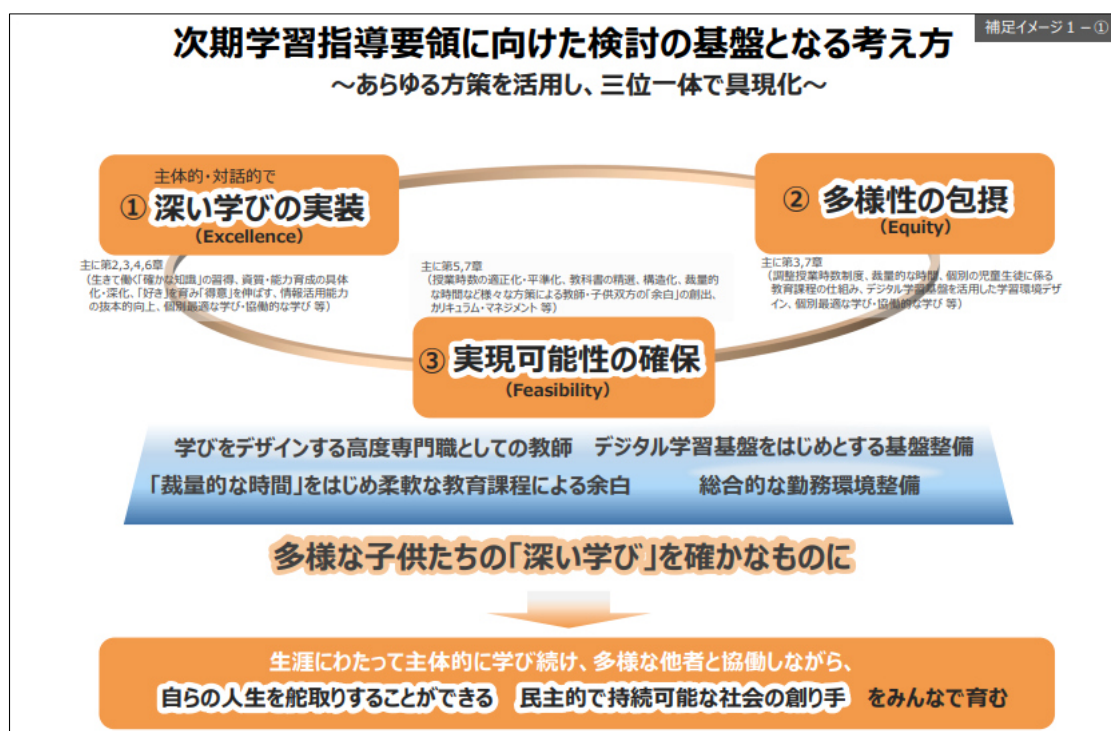 補足イメージ1-①
次期学習指導要領に向けた検討の基盤となる考え方
～あらゆる方策を活用し、三位一体で具現化～
主体的・対話的で
① 深い学びの実装
(Excellence)
主に第2,3,4,6章
(生きて働く「確かな知識」の習得、資質・能力育成の具体
化・深化、「好き」を育み「得意」を伸ばす、情報活用能力
の抜本的向上、個別最適な学び・協働的な学び 等)
② 多様性の包摂
(Equity)
主に第3,7章
(調整授業時数制度、裁量的な時間、個別の児童生徒に係る
教育課程の仕組み、デジタル学習基盤を活用した学習環境デザ
イン、個別最適な学び・協働的な学び 等)
主に第5,7章
(授業時数の適正化・平準化、教科書の精選、構造化、裁量的
な時間など様々な方策による教師・子供双方の「余白」の創出、
カリキュラム・マネジメント 等)
③ 実現可能性の確保
(Feasibility)
学びをデザインする高度専門職としての教師 デジタル学習基盤をはじめとする基盤整備
「裁量的な時間」をはじめ柔軟な教育課程による余白 総合的な勤務環境整備
多様な子供たちの「深い学び」を確かなものに
生涯にわたって主体的に学び続け、多様な他者と協働しながら、
自らの人生を舵取りすることができる 民主的で持続可能な社会の創り手 をみんなで育む